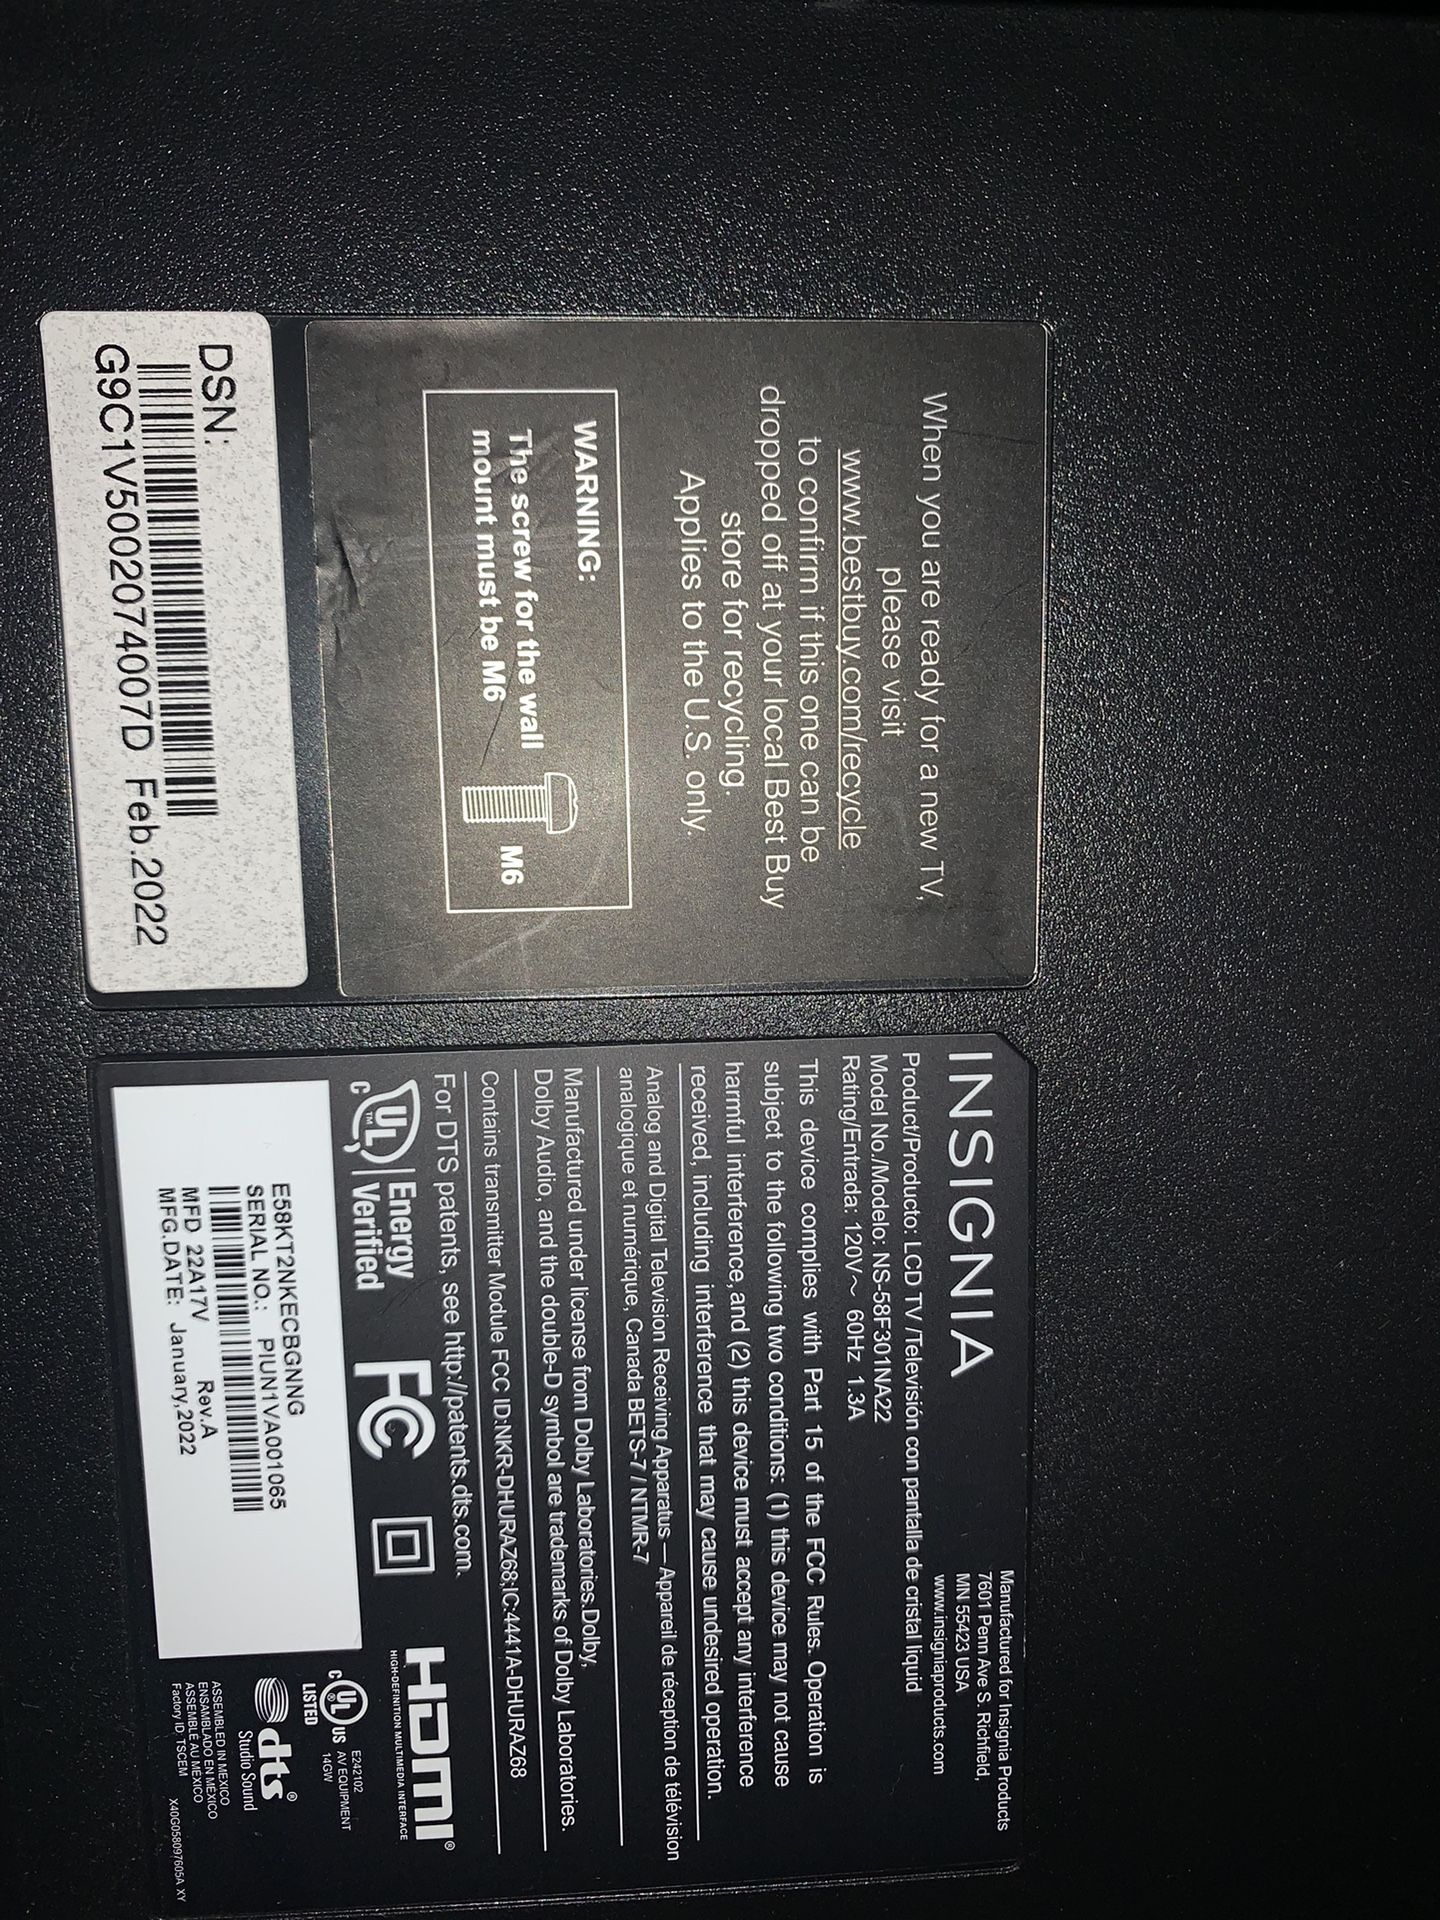 When you are ready for a new TV,
please visit
www.bestbuy.com/recycle
to confirm if this one can be
dropped off at your local Best Buy
store for recycling.
Applies to the U.S. only.
WARNING:
The screw for the wall
mount must be M6
M6
DSN:
G9C1V5002074007D Feb.2022
INSIGNIA
Manufactured for Insignia Products
7601 Penn Ave S. Richfield,
MN 55423 USA
www.insigniaproducts.com
Product/Producto: LCD TV /Televisión con pantalla de cristal líquid
Model No./Modelo: NS-58F301NA22
Rating/Entrada: 120V～ 60Hz 1.3A
This device complies with Part 15 of the FCC Rules. Operation is
subject to the following two conditions: (1) this device may not cause
harmful interference, and (2) this device must accept any interference
received, including interference that may cause undesired operation.
Analog and Digital Television Receiving Apparatus — Appareil de réception de télévision
analogique et numérique, Canada BETS-7 / NTMR-7
Manufactured under license from Dolby Laboratories.Dolby,
Dolby Audio, and the double-D symbol are trademarks of Dolby Laboratories.
Contains transmitter Module FCC ID:NKR-DHURAZ68;IC:4441A-DHURAZ68
For DTS patents, see http://patents.dts.com.
UL TM C
Energy
Verified
FC
HDMI®
HIGH-DEFINITION MULTIMEDIA INTERFACE
E58KT2NKECBGNNG
SERIAL NO.: PIUN1VA001065
MFD 22A17V Rev.A
MFG.DATE: January,2022
C UL® US
LISTED
E242102
AV EQUIPMENT
14GW
dts®
Studio Sound
ASSEMBLED IN MEXICO
ENSAMBLADO EN MÉXICO
ASSEMBLÉ AU MEXICO
Factory ID: TSCEM
X40G058097605A XY